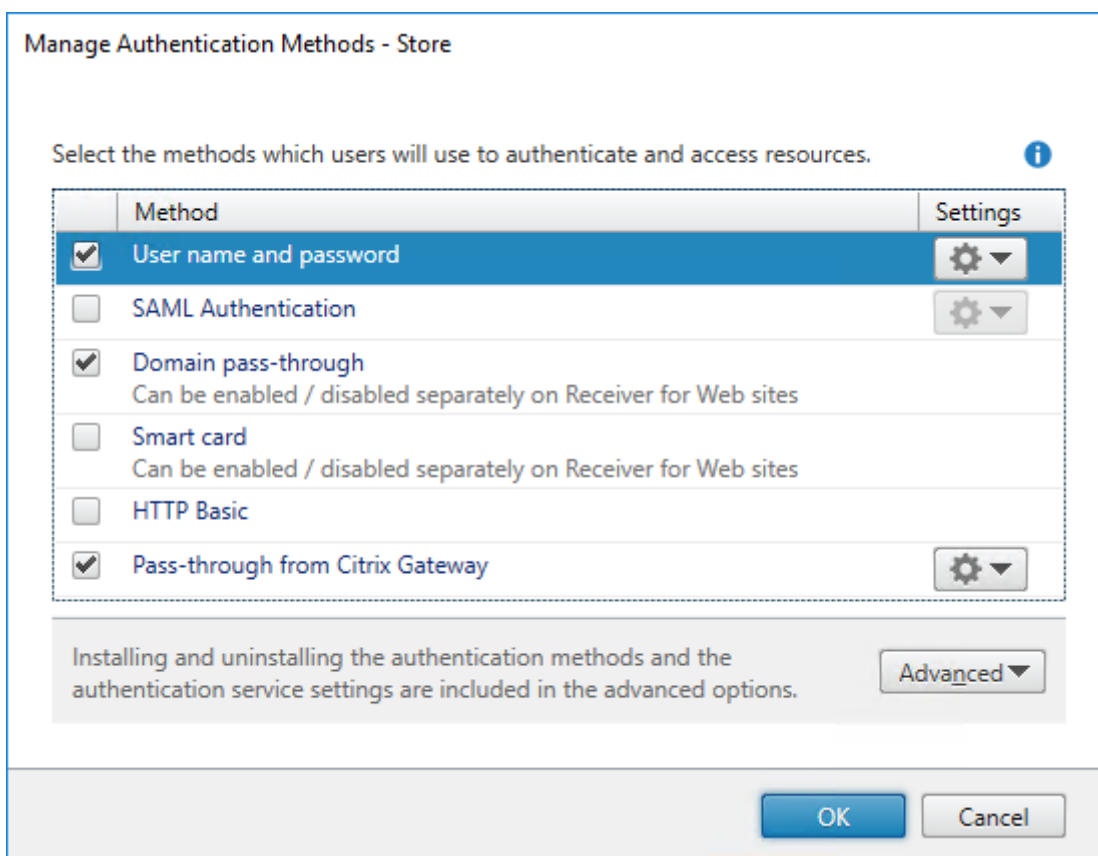 Manage Authentication Methods - Store
Select the methods which users will use to authenticate and access resources.
Method Settings
User name and password
SAML Authentication
Domain pass-through
Can be enabled / disabled separately on Receiver for Web sites
Smart card
Can be enabled / disabled separately on Receiver for Web sites
HTTP Basic
Pass-through from Citrix Gateway
Installing and uninstalling the authentication methods and the
authentication service settings are included in the advanced options.
Advanced
OK Cancel